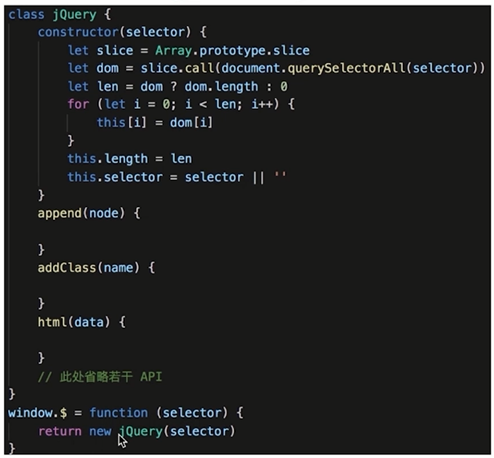 class jQuery {
    constructor(selector) {
        let slice = Array.prototype.slice
        let dom = slice.call(document.querySelectorAll(selector))
        let len = dom ? dom.length : 0
        for (let i = 0; i < len; i++) {
            this[i] = dom[i]
        }
        this.length = len
        this.selector = selector || ''
    }
    append(node) {

    }
    addClass(name) {

    }
    html(data) {

    }
    // 此处省略若干 API
}
window.$ = function (selector) {
    return new jQuery(selector)
}